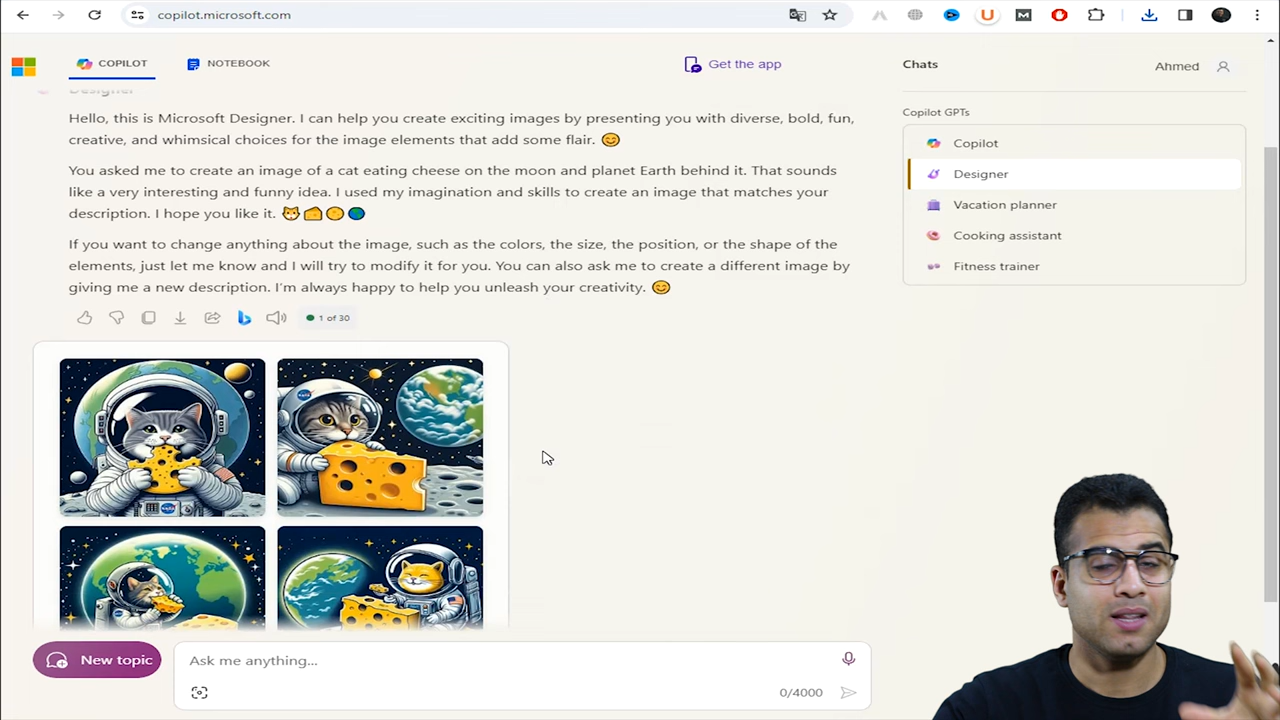 copilot.microsoft.com
COPILOT
NOTEBOOK
Get the app
Chats
Ahmed
Designer
Hello, this is Microsoft Designer. I can help you create exciting images by presenting you with diverse, bold, fun,
creative, and whimsical choices for the image elements that add some flair. 😊
You asked me to create an image of a cat eating cheese on the moon and planet Earth behind it. That sounds
like a very interesting and funny idea. I used my imagination and skills to create an image that matches your
description. I hope you like it. 🐱🧀🌕🌎
If you want to change anything about the image, such as the colors, the size, the position, or the shape of the
elements, just let me know and I will try to modify it for you. You can also ask me to create a different image by
giving me a new description. I'm always happy to help you unleash your creativity. 😊
1 of 30
Copilot GPTs
Copilot
Designer
Vacation planner
Cooking assistant
Fitness trainer
NASA
New topic
Ask me anything...
0/4000